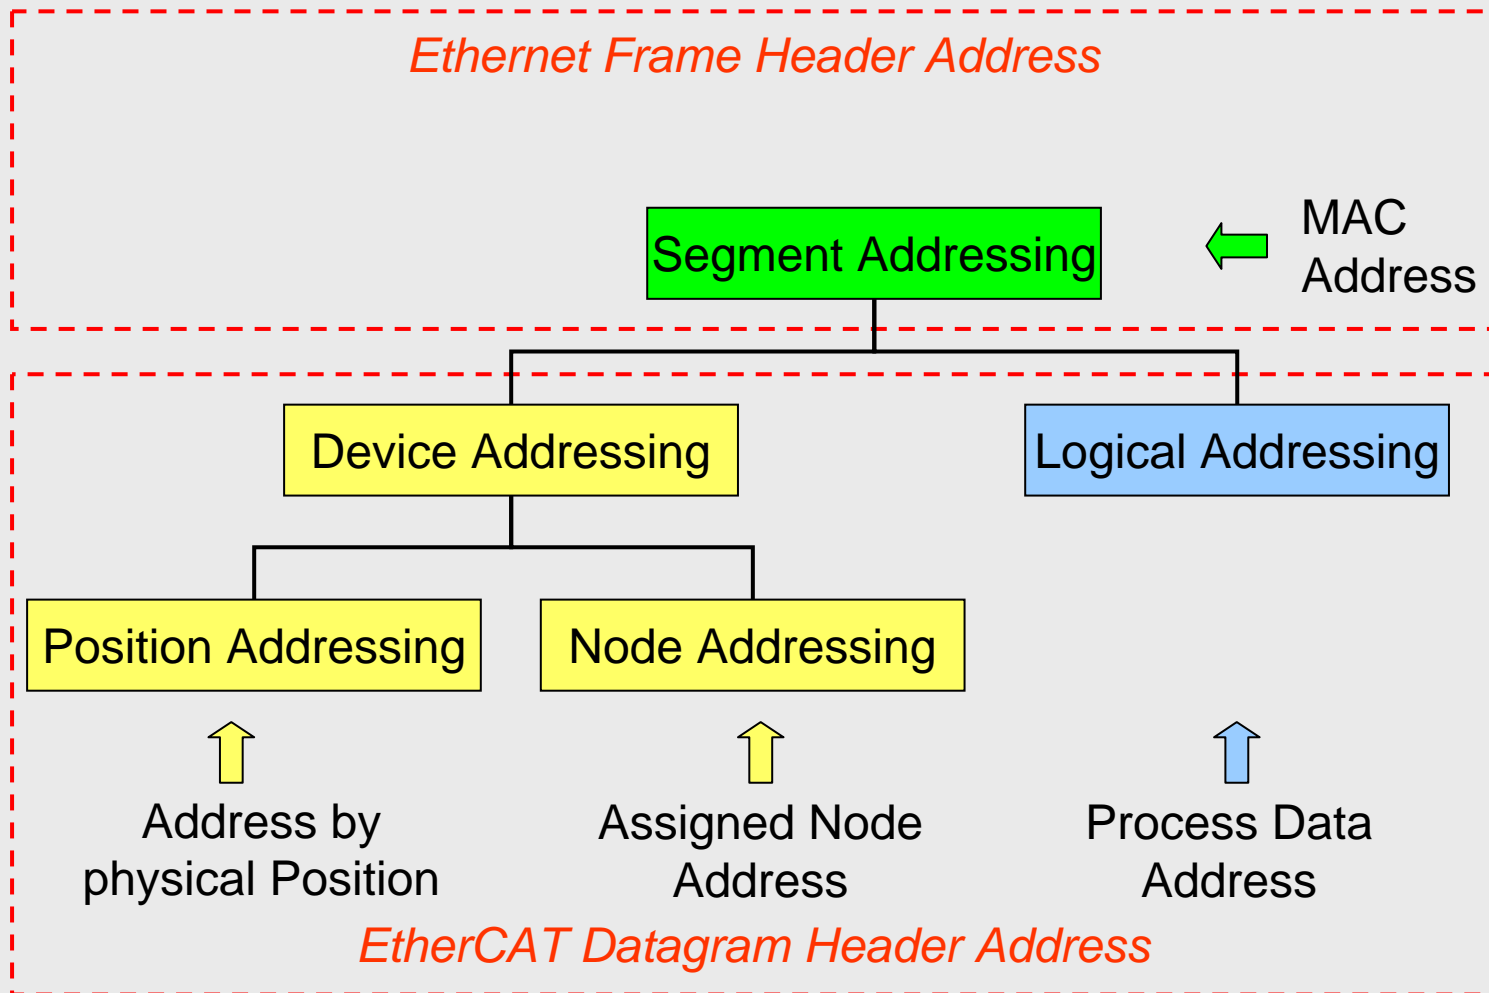 Ethernet Frame Header Address
Segment Addressing
MAC
Address
Device Addressing
Logical Addressing
Position Addressing
Node Addressing
Address by
physical Position
Assigned Node
Address
Process Data
Address
EtherCAT Datagram Header Address